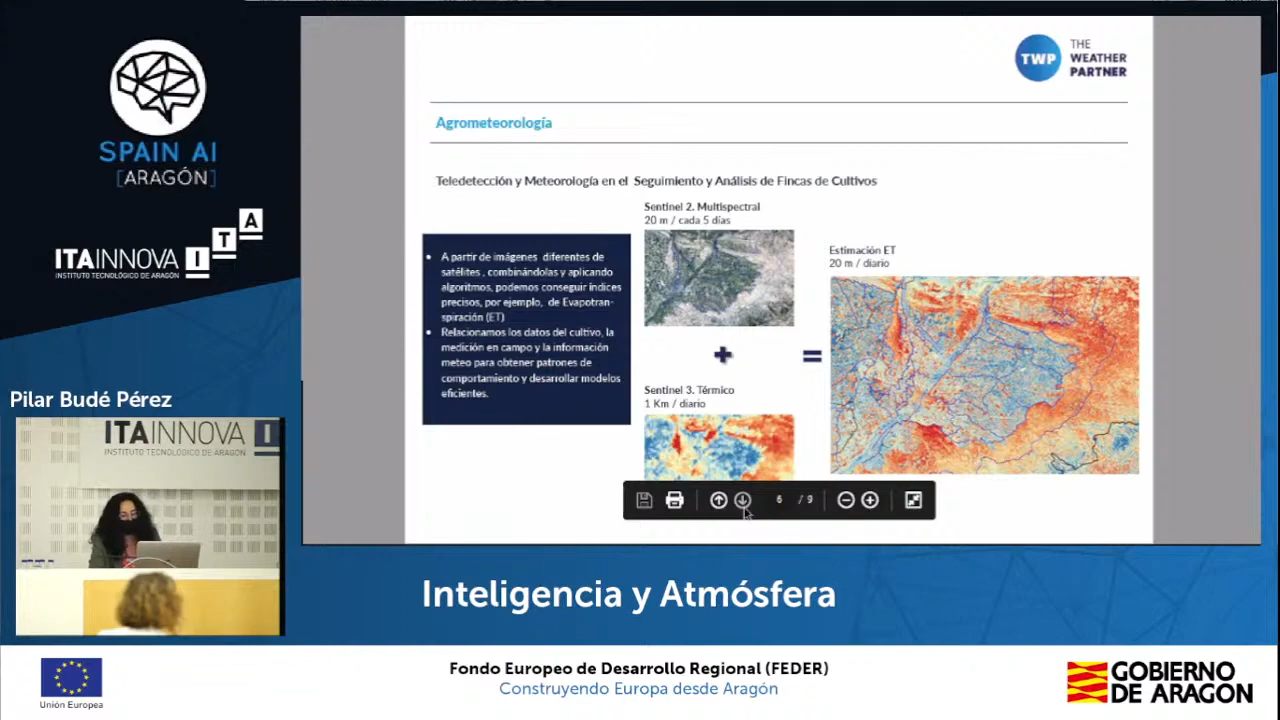 SPAIN AI
[ARAGÓN]
ITAINNOVA
INSTITUTO TECNOLÓGICO DE ARAGÓN
I T A
TWP
THE
WEATHER
PARTNER
Agrometeorología
Teledetección y Meteorología en el Seguimiento y Análisis de Fincas de Cultivos
• A partir de imágenes diferentes de
satélites , combinándolas y aplicando
algoritmos, podemos conseguir índices
precisos, por ejemplo, de Evapotran-
spiración (ET)
• Relacionamos los datos del cultivo, la
medición en campo y la información
meteo para obtener patrones de
comportamiento y desarrollar modelos
eficientes.
Sentinel 2. Multispectral
20 m / cada 5 días
+
Sentinel 3. Térmico
1 Km / diario
=
Estimación ET
20 m / diario
6 / 9
Pilar Budé Pérez
ITAINNOVA I
INSTITUTO TECNOLÓGICO DE ARAGÓN
Inteligencia y Atmósfera
Unión Europea
Fondo Europeo de Desarrollo Regional (FEDER)
Construyendo Europa desde Aragón
GOBIERNO
DE ARAGON